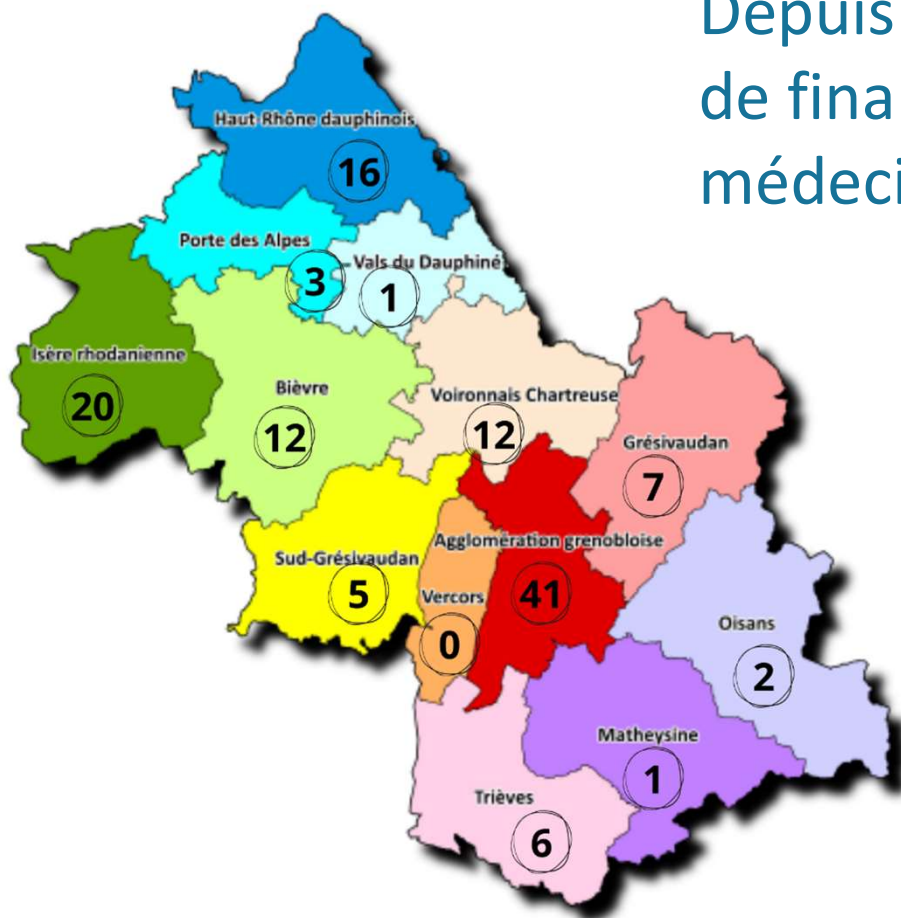 Depuis
de fina
médeci
Haut-Rhône dauphinois
16
Porte des Alpes
3
Vals du Dauphiné
1
Isère rhodanienne
20
Bièvre
12
Voironnais Chartreuse
12
Grésivaudan
7
Agglomération grenobloise
41
Sud-Grésivaudan
5
Vercors
0
Oisans
2
Matheysine
1
Trièves
6